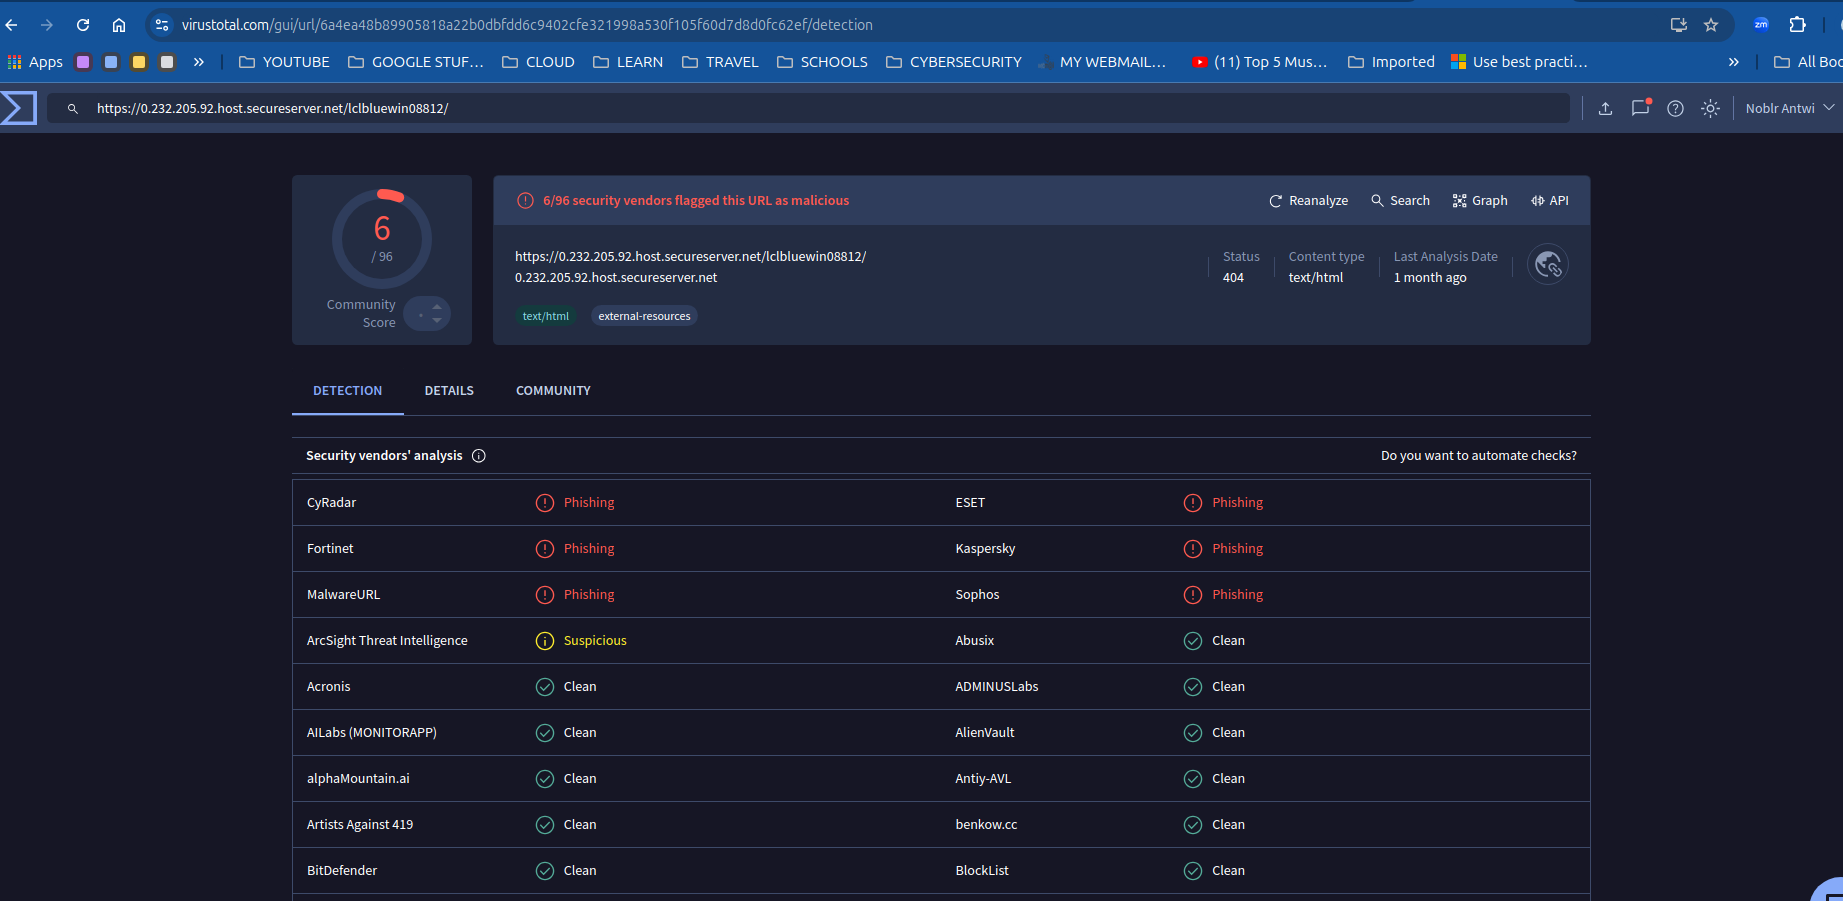 virustotal.com/gui/url/6a4ea48b89905818a22b0dbfdd6c9402cfe321998a530f105f60d7d8d0fc62ef/detection
zm
Apps » YOUTUBE GOOGLE STUF... CLOUD LEARN TRAVEL SCHOOLS CYBERSECURITY MY WEBMAIL... (11) Top 5 Mus... Imported Use best practi... » All Boo
https://0.232.205.92.host.secureserver.net/lclbluewin08812/
Noblr Antwi
6
/ 96
Community
Score
6/96 security vendors flagged this URL as malicious
Reanalyze Search Graph API
https://0.232.205.92.host.secureserver.net/lclbluewin08812/
0.232.205.92.host.secureserver.net
text/html external-resources
Status
404
Content type
text/html
Last Analysis Date
1 month ago
DETECTION DETAILS COMMUNITY
Security vendors' analysis Do you want to automate checks?
CyRadar Phishing ESET Phishing
Fortinet Phishing Kaspersky Phishing
MalwareURL Phishing Sophos Phishing
ArcSight Threat Intelligence Suspicious Abusix Clean
Acronis Clean ADMINUSLabs Clean
AILabs (MONITORAPP) Clean AlienVault Clean
alphaMountain.ai Clean Antiy-AVL Clean
Artists Against 419 Clean benkow.cc Clean
BitDefender Clean BlockList Clean